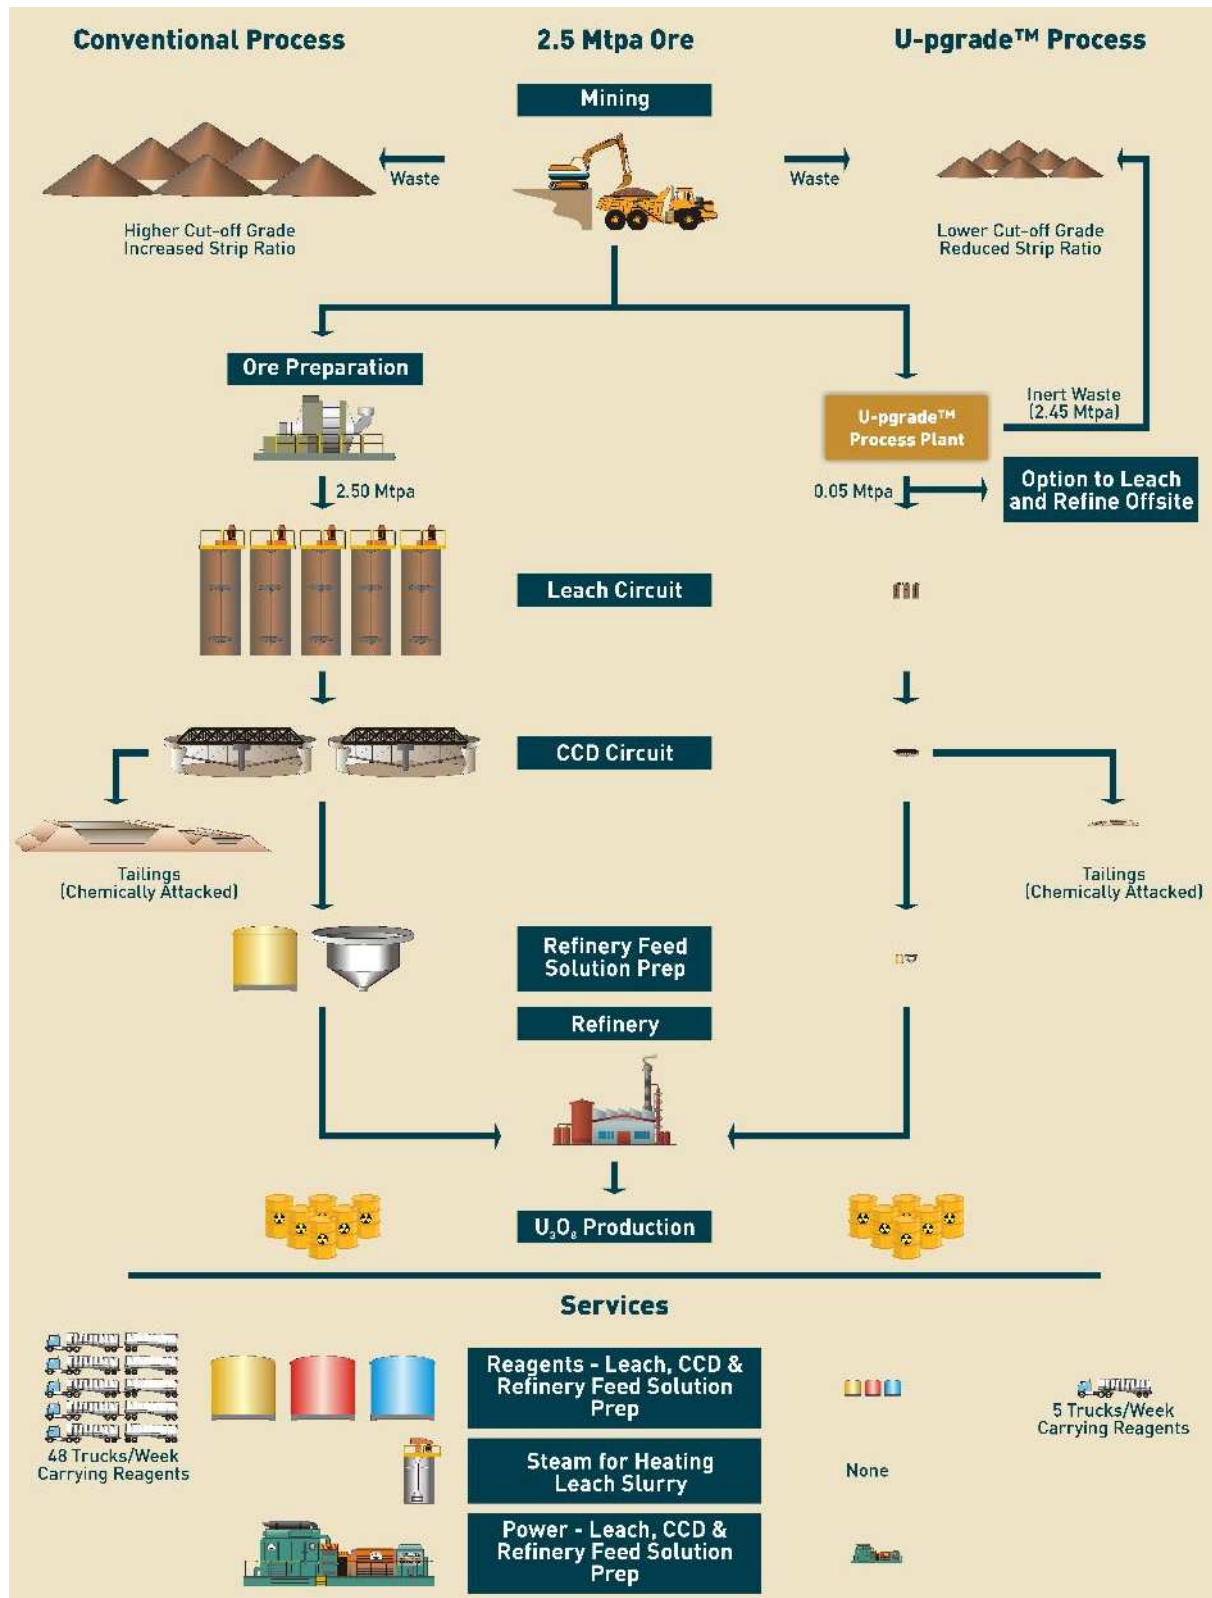 Conventional Process
2.5 Mtpa Ore
U-pgrade™ Process
Mining
Waste
Waste
Higher Cut-off Grade
Increased Strip Ratio
Lower Cut-off Grade
Reduced Strip Ratio
Ore Preparation
U-pgrade™
Process Plant
Inert Waste
(2.45 Mtpa)
2.50 Mtpa
0.05 Mtpa
Option to Leach
and Refine Offsite
Leach Circuit
CCD Circuit
Tailings
(Chemically Attacked)
Tailings
(Chemically Attacked)
Refinery Feed
Solution Prep
Refinery
U₃O₈ Production
Services
Reagents - Leach, CCD &
Refinery Feed Solution
Prep
48 Trucks/Week
Carrying Reagents
5 Trucks/Week
Carrying Reagents
Steam for Heating
Leach Slurry
None
Power - Leach, CCD &
Refinery Feed Solution
Prep